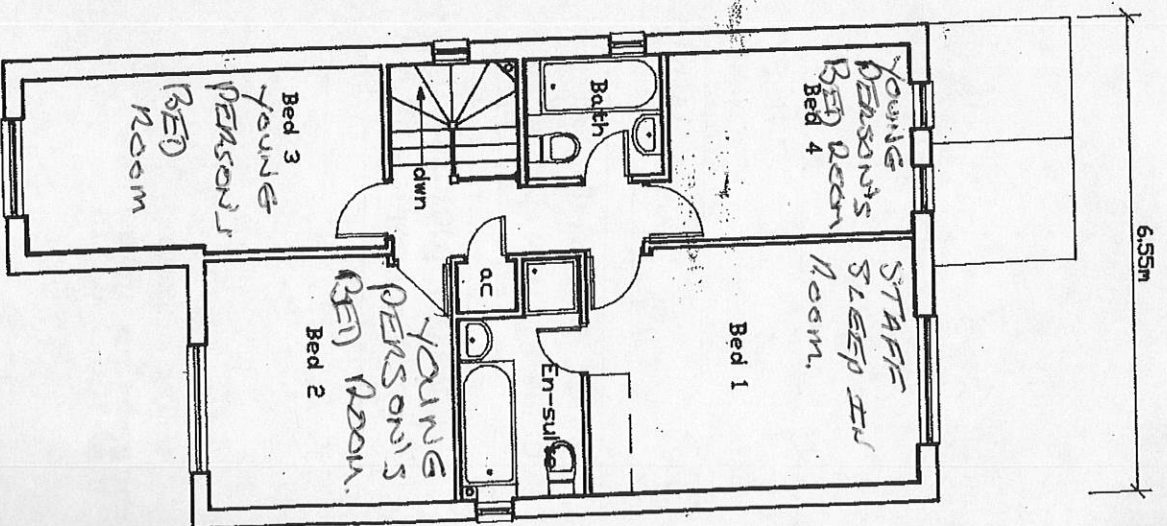 6.55m
YOUNG
PERSON'S
BED ROOM
Bed 4
STAFF
SLEEP IN
ROOM.
Bath
Bed 1
Bed 3
YOUNG
PERSON'S
BED
ROOM
dwn
ac
En-suite
YOUNG
PERSON'S
BED ROOM.
Bed 2